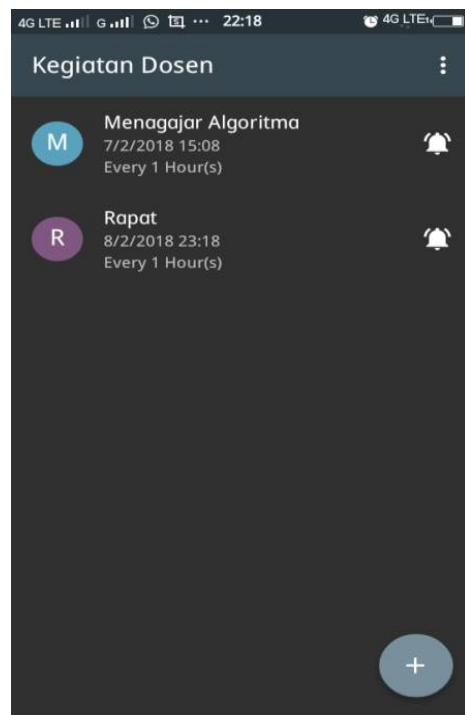 4G LTE G 22:18 4G LTE
Kegiatan Dosen
M
Menagajar Algoritma
7/2/2018 15:08
Every 1 Hour(s)
R
Rapat
8/2/2018 23:18
Every 1 Hour(s)
+